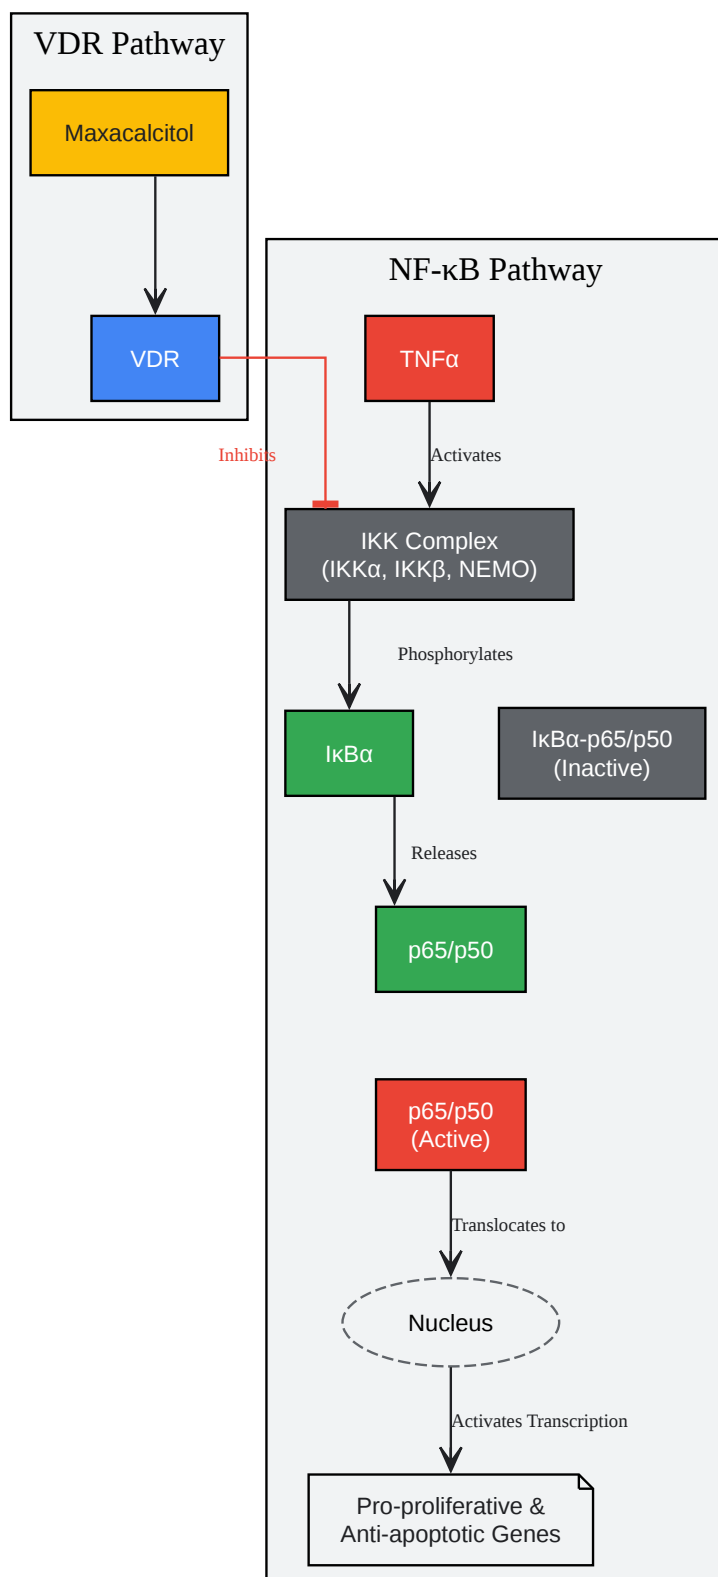 VDR Pathway
Maxacalcitol
VDR
NF-κB Pathway
TNFα
Inhibits
Activates
IKK Complex
(IKKα, IKKβ, NEMO)
Phosphorylates
IκBα
IκBα-p65/p50
(Inactive)
Releases
p65/p50
p65/p50
(Active)
Translocates to
Nucleus
Activates Transcription
Pro-proliferative &
Anti-apoptotic Genes